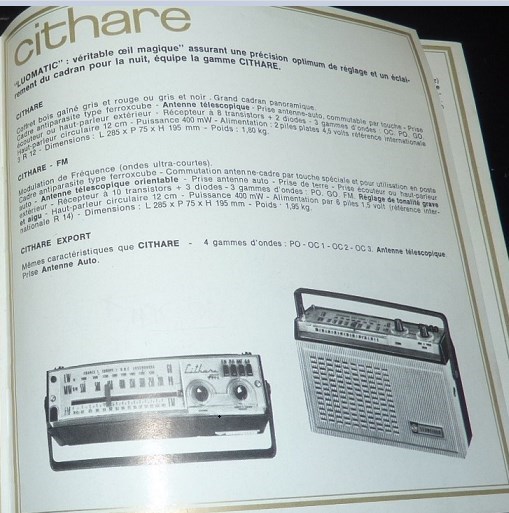 cithare
"LUOMATIC" : véritable œil magique" assurant une précision optimum de réglage et un éclai-
rement du cadran pour la nuit, équipe la gamme CITHARE.
CITHARE
Coffret bois gainé gris et rouge ou gris et noir. Grand cadran panoramique.
Cadre antiparasite type ferroxcube - Antenne télescopique - Prise antenne-auto, commutable par touche - Prise
écouteur ou haut-parleur extérieur - Récepteur à 8 transistors + 2 diodes - 3 gammes d'ondes : OC, PO, GO.
Haut-parleur circulaire 12 cm - Puissance 400 mW - Alimentation : 2 piles plates 4,5 volts référence internationale
3 R 12 - Dimensions : L 285 x P 75 x H 195 mm - Poids : 1,80 kg.
CITHARE - FM
Modulation de Fréquence (ondes ultra-courtes).
Cadre antiparasite type ferroxcube - Commutation antenne-cadre par touche spéciale et pour utilisation en poste
auto - Antenne télescopique orientable - Prise antenne auto - Prise de terre - Prise écouteur ou haut-parleur
extérieur - Récepteur à 10 transistors + 3 diodes - 3 gammes d'ondes : PO, GO, FM. Réglage de tonalité grave
et aigu - Haut-parleur circulaire 12 cm - Puissance 400 mW - Alimentation par 6 piles 1,5 volt (référence inter-
nationale R 14) - Dimensions : L 285 x P 75 x H 195 mm - Poids : 1,95 kg.
CITHARE EXPORT
Mêmes caractéristiques que CITHARE - 4 gammes d'ondes : PO - OC 1 - OC 2 - OC 3. Antenne télescopique
Prise Antenne Auto.
Cithare